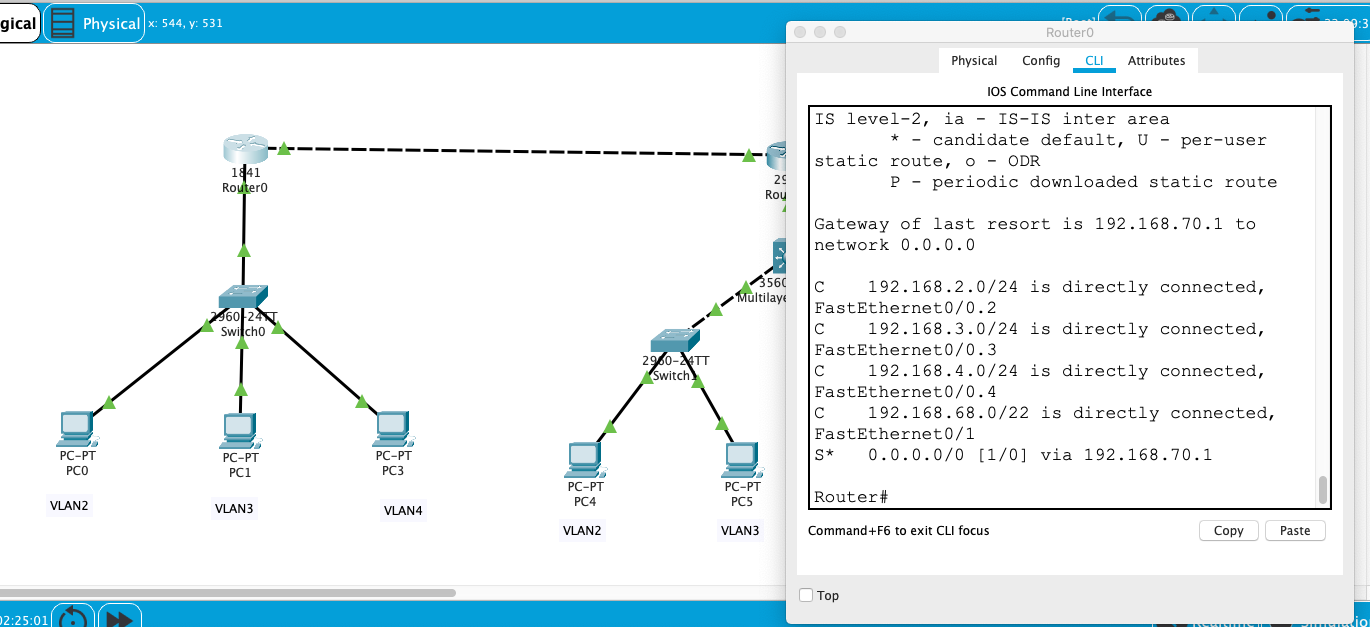 gical
Physical
x: 544, y: 531
[Root]
Router0
Physical
Config
CLI
Attributes
IOS Command Line Interface
IS level-2, ia - IS-IS inter area
* - candidate default, U - per-user
static route, o - ODR
P - periodic downloaded static route
Gateway of last resort is 192.168.70.1 to
network 0.0.0.0
C 192.168.2.0/24 is directly connected,
FastEthernet0/0.2
C 192.168.3.0/24 is directly connected,
FastEthernet0/0.3
C 192.168.4.0/24 is directly connected,
FastEthernet0/0.4
C 192.168.68.0/22 is directly connected,
FastEthernet0/1
S* 0.0.0.0/0 [1/0] via 192.168.70.1
Router#
Command+F6 to exit CLI focus
Copy
Paste
Top
1841
Router0
29
Rou
3560
Multilaye
2960-24TT
Switch0
2960-24TT
Switch1
PC-PT
PC0
PC-PT
PC1
PC-PT
PC3
PC-PT
PC4
PC-PT
PC5
VLAN2
VLAN3
VLAN4
VLAN2
VLAN3
02:25:01